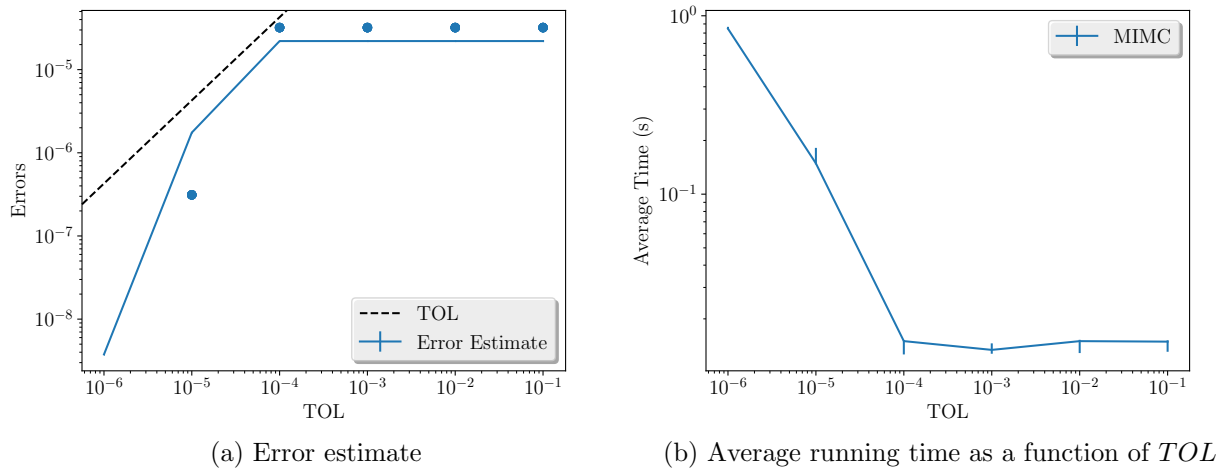 10^{-5}
10^{-6}
10^{-7}
10^{-8}
Errors
TOL
Error Estimate
10^{-6} 10^{-5} 10^{-4} 10^{-3} 10^{-2} 10^{-1}
TOL
(a) Error estimate
10^{0}
10^{-1}
Average Time (s)
MIMC
10^{-6} 10^{-5} 10^{-4} 10^{-3} 10^{-2} 10^{-1}
TOL
(b) Average running time as a function of TOL